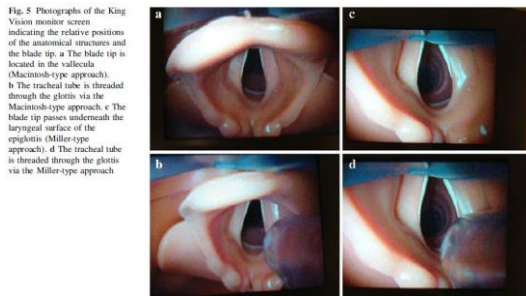 Fig. 5 Photographs of the King
Vision monitor screen
indicating the relative positions
of the anatomical structures and
the blade tip. a The blade tip is
located in the vallecula
(Macintosh-type approach).
b The tracheal tube is threaded
through the glottis via the
Macintosh-type approach. c The
blade tip passes underneath the
laryngeal surface of the
epiglottis (Miller-type
approach). d The tracheal tube
is threaded through the glottis
via the Miller-type approach
a
c
b
d